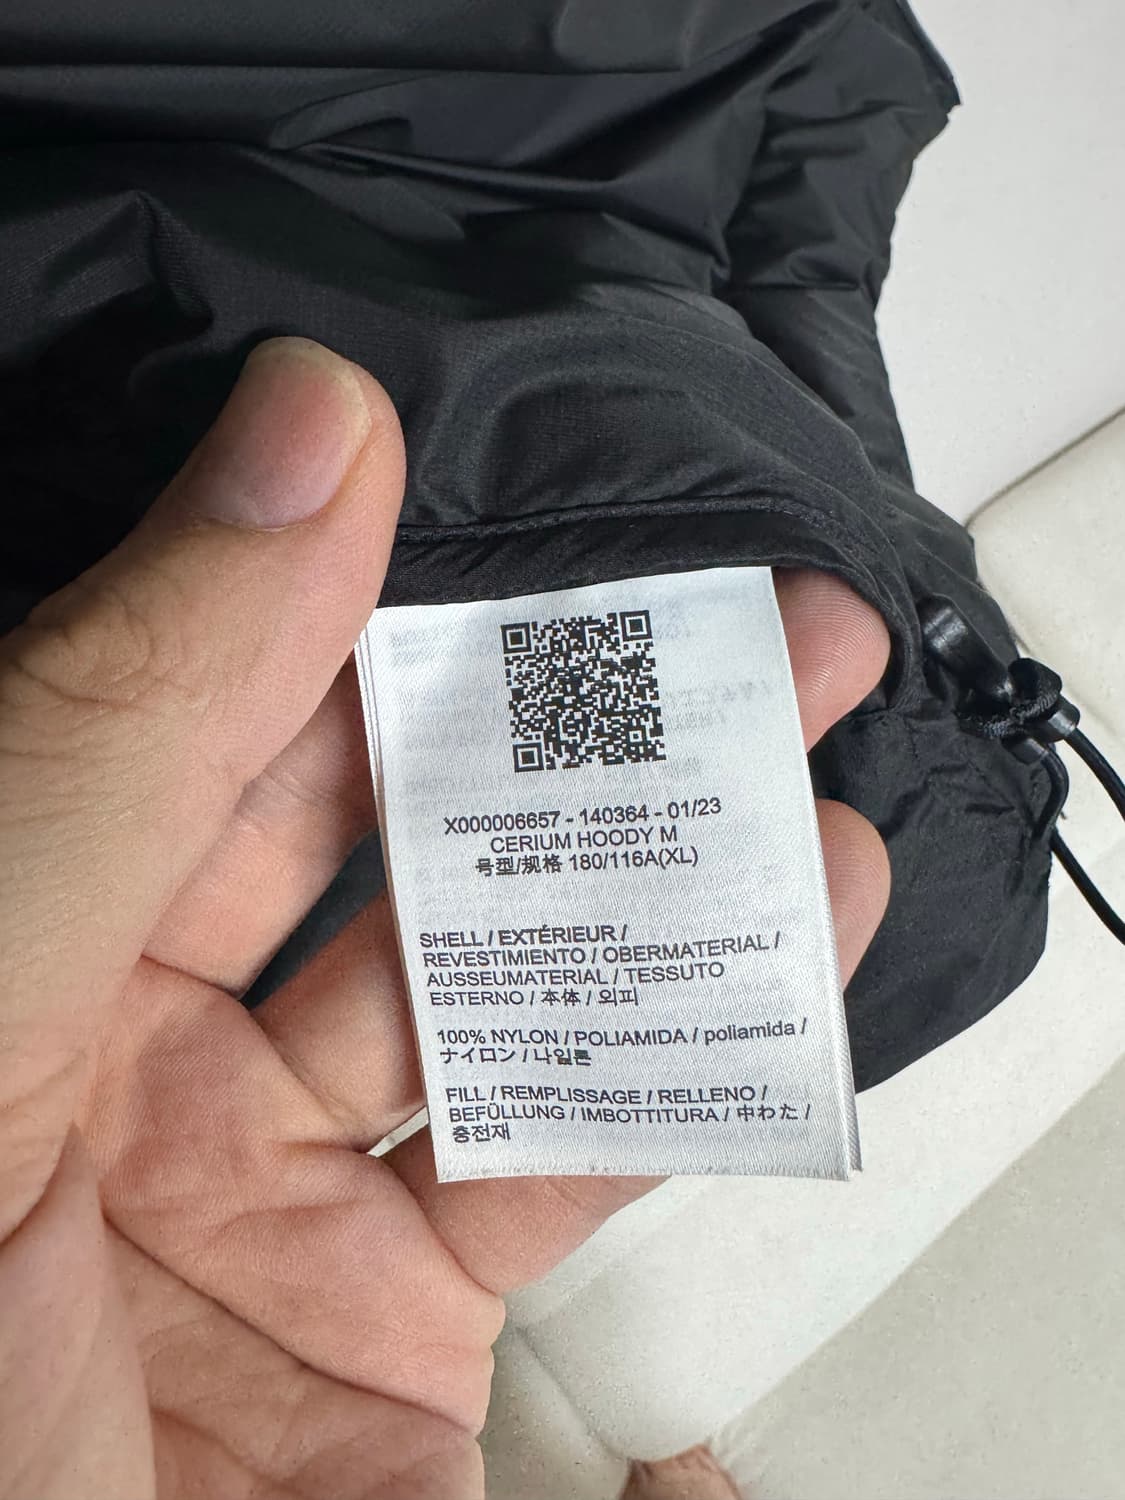 X000006657 - 140364 - 01/23
CERIUM HOODY M
号型/规格 180/116A(XL)
SHELL / EXTÉRIEUR /
REVESTIMIENTO / OBERMATERIAL /
AUSSEUMATERIAL / TESSUTO
ESTERNO / 本体 / 외피
100% NYLON / POLIAMIDA / poliamida /
ナイロン / 나일론
FILL / REMPLISSAGE / RELLENO /
BEFÜLLUNG / IMBOTTITURA / 中わた /
충전재